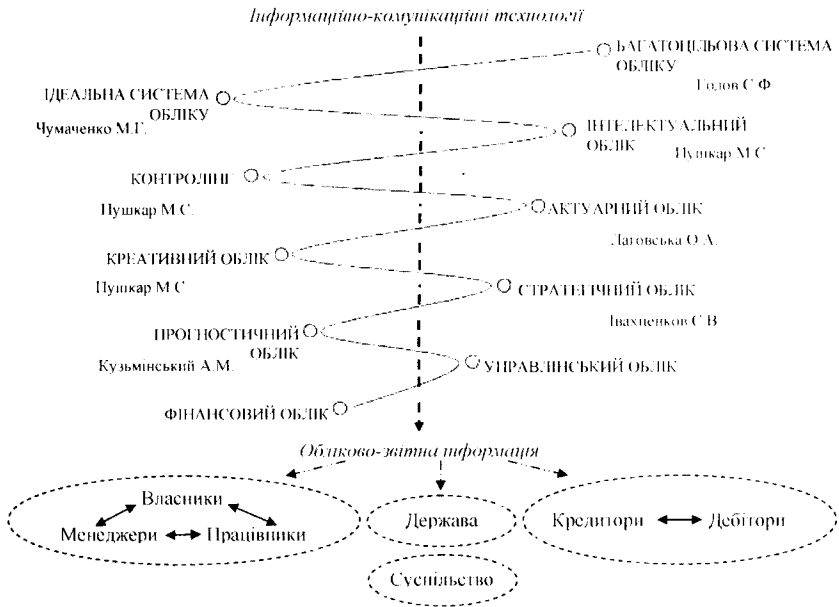 Інформаційно-комунікаційні технології
БАГАТОЦІЛЬОВА СИСТЕМА
ОБЛІКУ
Голов С.Ф.
ІДЕАЛЬНА СИСТЕМА
ОБЛІКУ
Чумаченко М.Г.
ІНТЕЛЕКТУАЛЬНИЙ
ОБЛІК
Пушкар М.С.
КОНТРОЛІНГ
Пушкар М.С.
АКТУАРНИЙ ОБЛІК
Лаговська О.А.
КРЕАТИВНИЙ ОБЛІК
Пушкар М.С.
СТРАТЕГІЧНИЙ ОБЛІК
Івахненков С.В.
ПРОГНОСТИЧНИЙ
ОБЛІК
Кузьмінський А.М.
УПРАВЛІНСЬКИЙ ОБЛІК
ФІНАНСОВИЙ ОБЛІК
Обліково-звітна інформація
Власники
Менеджери Працівники
Держава
Кредитори Дебітори
Суспільство